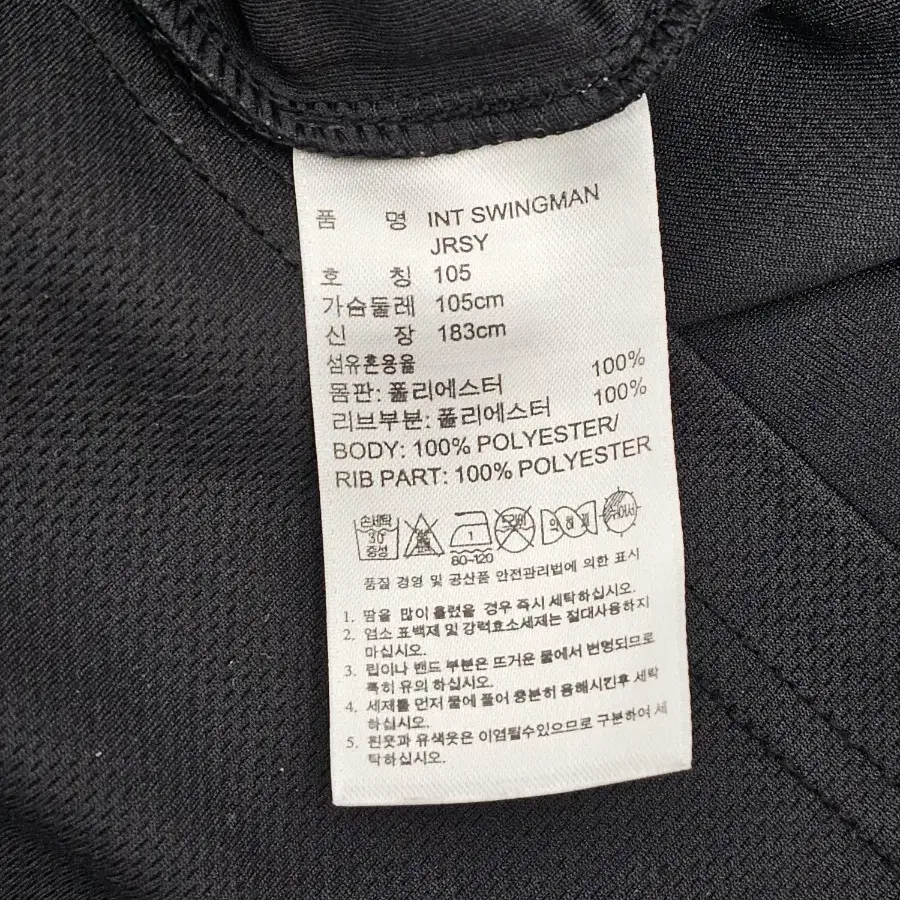 품 명 INT SWINGMAN
JRSY
호 칭 105
가슴둘레 105cm
신 장 183cm
섬유혼용율
몸판: 폴리에스터 100%
리브부분: 폴리에스터 100%
BODY: 100% POLYESTER/
RIB PART: 100% POLYESTER
손세탁
30
중성
1
80~120
품질 경영 및 공산품 안전관리법에 의한 표시
1. 땀을 많이 흘렸을 경우 즉시 세탁하십시오.
2. 염소 표백제 및 강력효소세제는 절대사용하지
마십시오.
3. 립이나 밴드 부분은 뜨거운 물에서 변형되므로
특히 유의 하십시오.
4. 세제를 먼저 물에 풀어 충분히 용해시킨후 세탁
하십시오.
5. 흰옷과 유색옷은 이염될수있으므로 구분하여 세
탁하십시오.